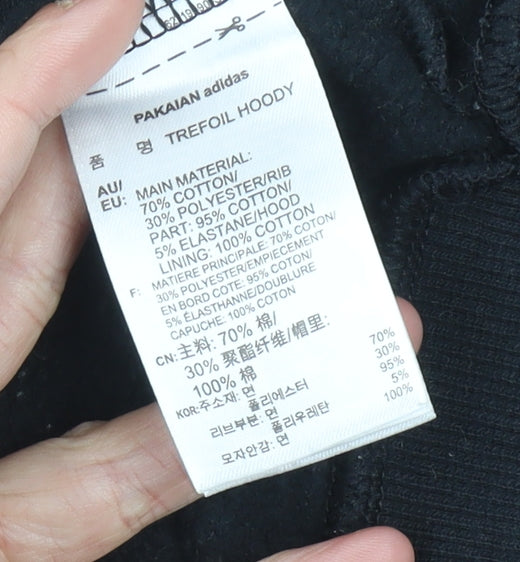 PAKAIAN adidas
품 명 TREFOIL HOODY
AU/
EU: MAIN MATERIAL:
70% COTTON/
30% POLYESTER/RIB
PART: 95% COTTON/
5% ELASTANE/HOOD
LINING: 100% COTTON
F: MATIERE PRINCIPALE: 70% COTON/
30% POLYESTER/EMPIECEMENT
EN BORD COTE: 95% COTON/
5% ÉLASTHANNE/DOUBLURE
CAPUCHE: 100% COTON
CN: 主料: 70% 棉/
30% 聚酯纤维/帽里:
100% 棉
KOR: 주소재: 면 70%
폴리에스터 30%
리브부분: 면 95%
폴리우레탄 5%
모자안감: 면 100%